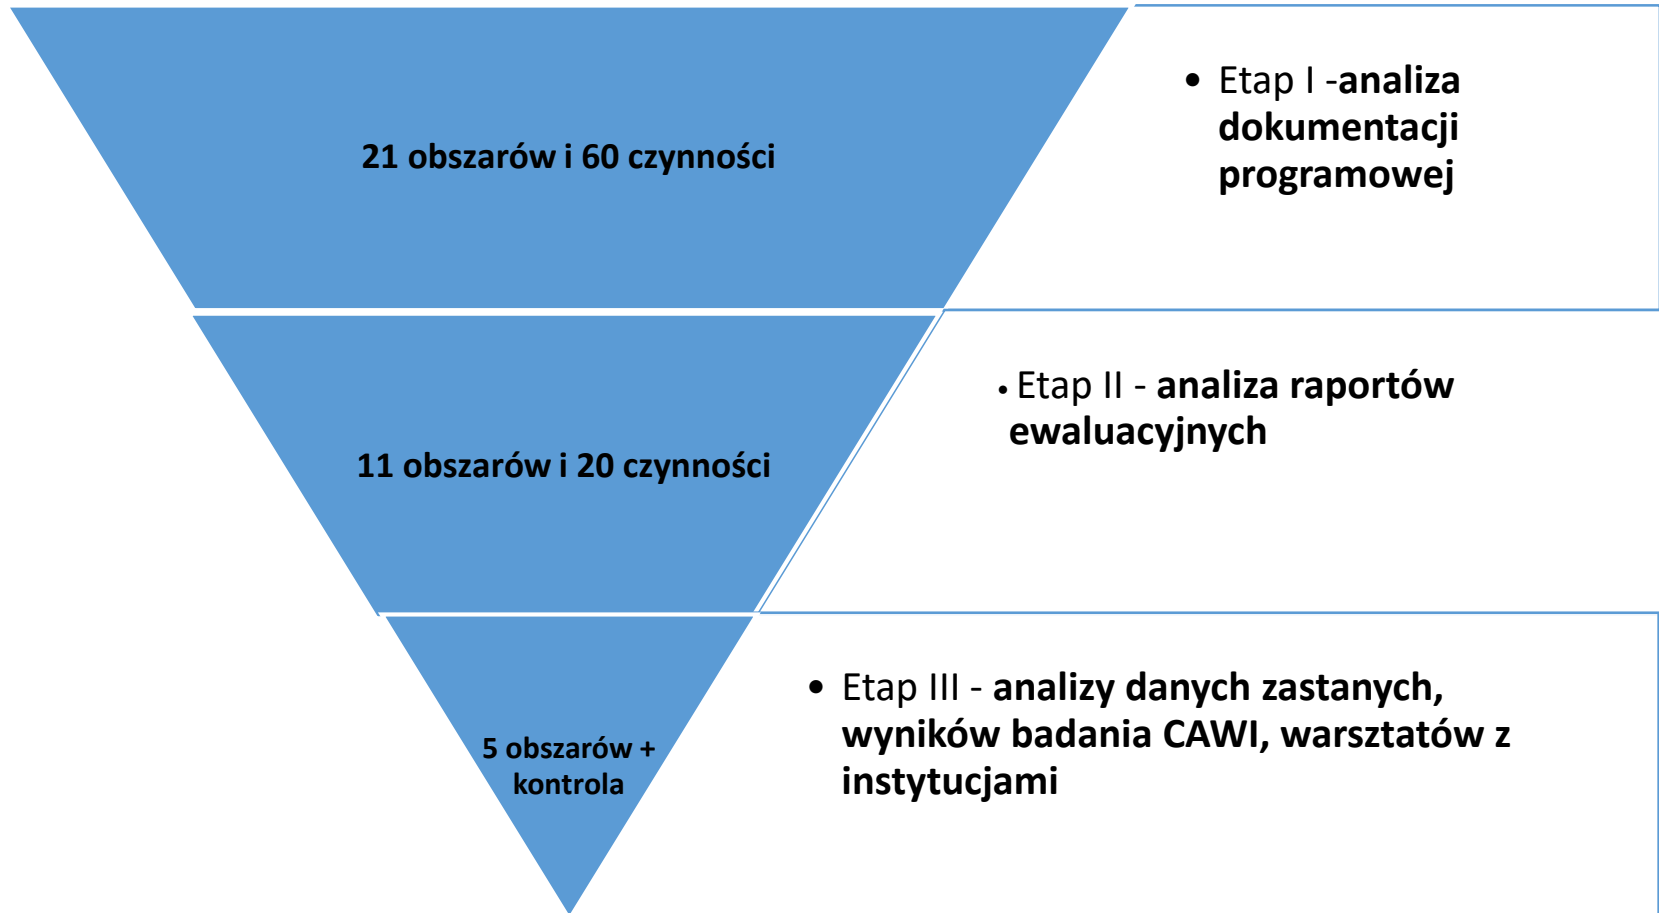 21 obszarów i 60 czynności
• Etap I -analiza
dokumentacji
programowej
11 obszarów i 20 czynności
• Etap II - analiza raportów
ewaluacyjnych
5 obszarów +
kontrola
• Etap III - analizy danych zastanych,
wyników badania CAWI, warsztatów z
instytucjami